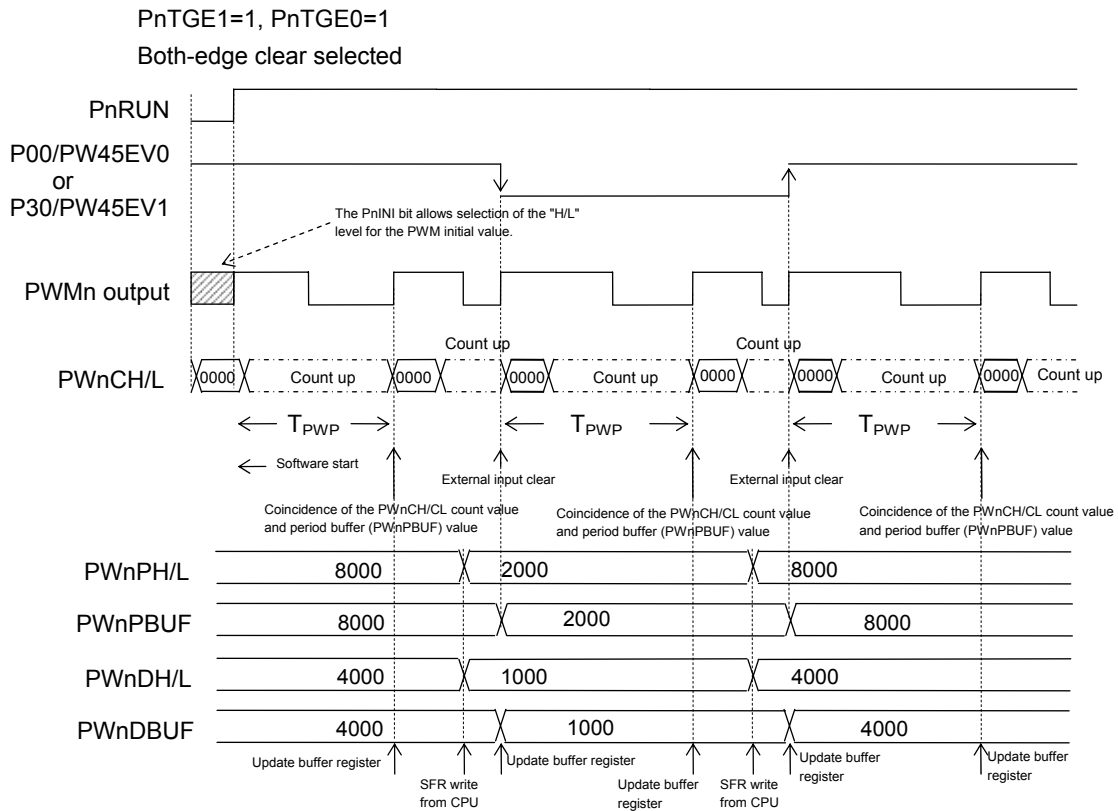 PnTGE1=1, PnTGE0=1
Both-edge clear selected
PnRUN
P00/PW45EV0
or
P30/PW45EV1
The PnINI bit allows selection of the "H/L"
level for the PWM initial value.
PWMn output
Count up
Count up
PWnCH/L
0000
Count up
0000
0000
Count up
0000
0000
Count up
0000
Count up
TPWP
TPWP
TPWP
Software start
External input clear
External input clear
Coincidence of the PWnCH/CL count value
and period buffer (PWnPBUF) value
Coincidence of the PWnCH/CL count value
and period buffer (PWnPBUF) value
Coincidence of the PWnCH/CL count value
and period buffer (PWnPBUF) value
PWnPH/L
8000
2000
8000
PWnPBUF
8000
2000
8000
PWnDH/L
4000
1000
4000
PWnDBUF
4000
1000
4000
Update buffer register
SFR write
from CPU
Update buffer register
Update buffer
register
SFR write
from CPU
Update buffer
register
Update buffer
register